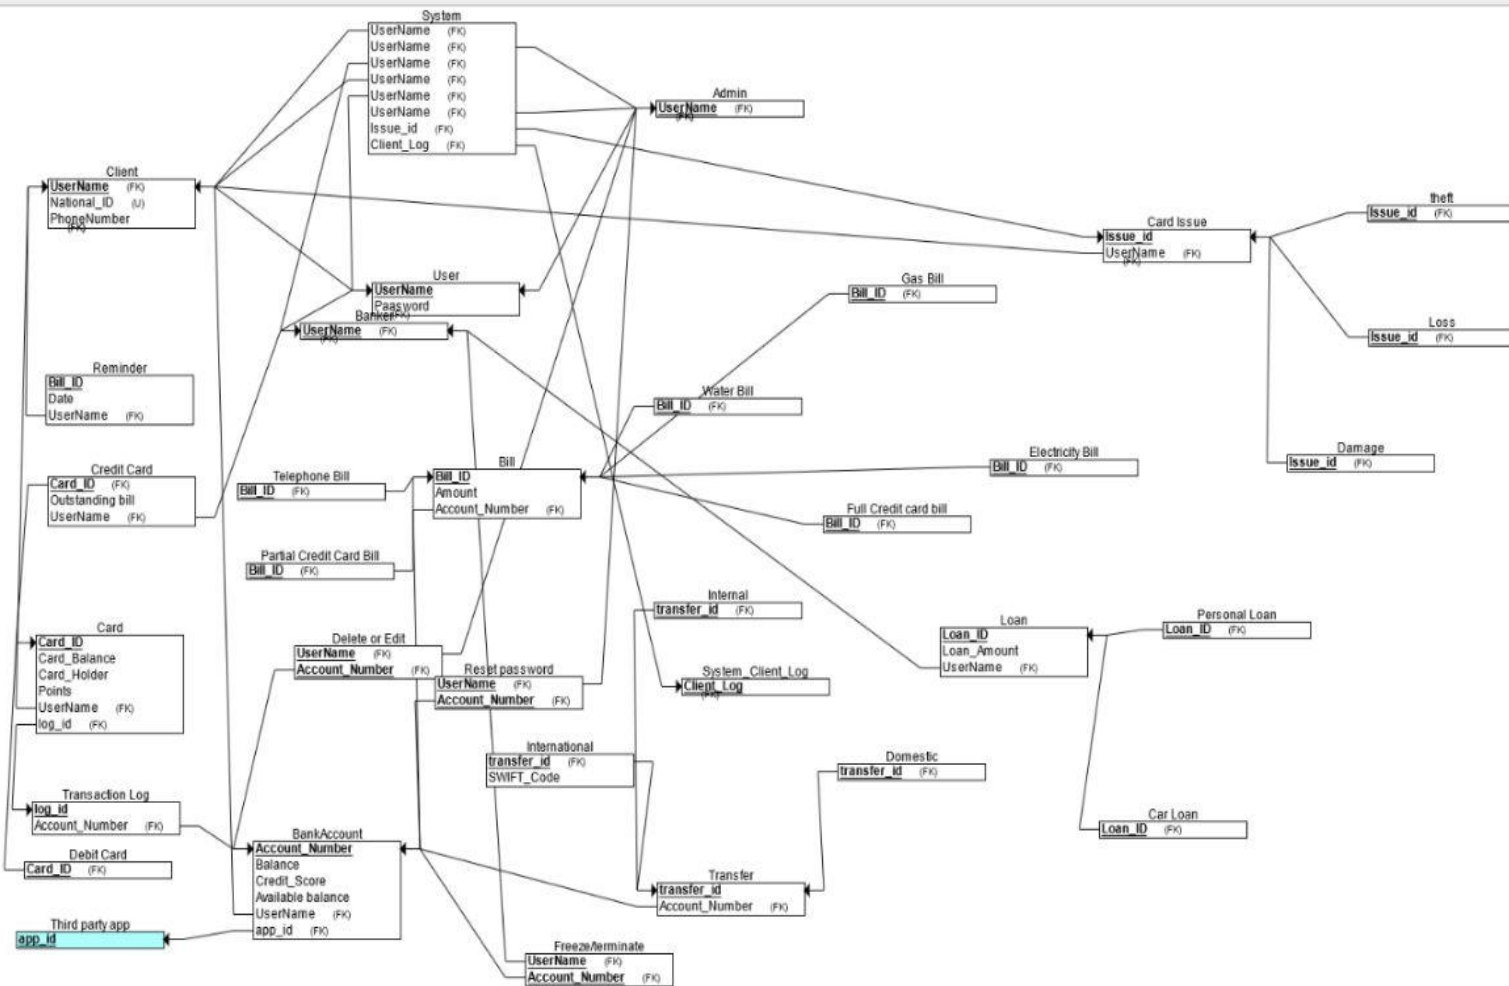 System
UserName (FK)
UserName (FK)
UserName (FK)
UserName (FK)
UserName (FK)
UserName (FK)
Issue_id (FK)
Client_Log (FK)
Admin
UserName (FK)
(FK)
Client
UserName (FK)
National_ID (U)
PhoneNumber
(FK)
theft
Issue_id (FK)
Card Issue
Issue_id
UserName (FK)
(FK)
User
UserName
Paasword
(FK)
Banker
UserName (FK)
(FK)
Gas Bill
Bill_ID (FK)
Loss
Issue_id (FK)
Reminder
Bill_ID
Date
UserName (FK)
Water Bill
Bill_ID (FK)
Damage
Issue_id (FK)
Electricity Bill
Bill_ID (FK)
Credit Card
Card_ID (FK)
Outstanding bill
UserName (FK)
Telephone Bill
Bill_ID (FK)
Bill
Bill_ID
Amount
Account_Number (FK)
Full Credit card bill
Bill_ID (FK)
Partial Credit Card Bill
Bill_ID (FK)
Internal
transfer_id (FK)
Loan
Loan_ID
Loan_Amount
UserName (FK)
Personal Loan
Loan_ID (FK)
Card
Card_ID
Card_Balance
Card_Holder
Points
UserName (FK)
log_id (FK)
Delete or Edit
UserName (FK)
Account_Number (FK)
Reset password
UserName (FK)
Account_Number (FK)
System_Client_Log
Client_Log
(FK)
International
transfer_id (FK)
SWIFT_Code
Domestic
transfer_id (FK)
Transaction Log
log_id
Account_Number (FK)
Car Loan
Loan_ID (FK)
Debit Card
Card_ID (FK)
BankAccount
Account_Number
Balance
Credit_Score
Available balance
UserName (FK)
app_id (FK)
Transfer
transfer_id
Account_Number (FK)
Third party app
app_id
Freeze/terminate
UserName (FK)
Account_Number (FK)